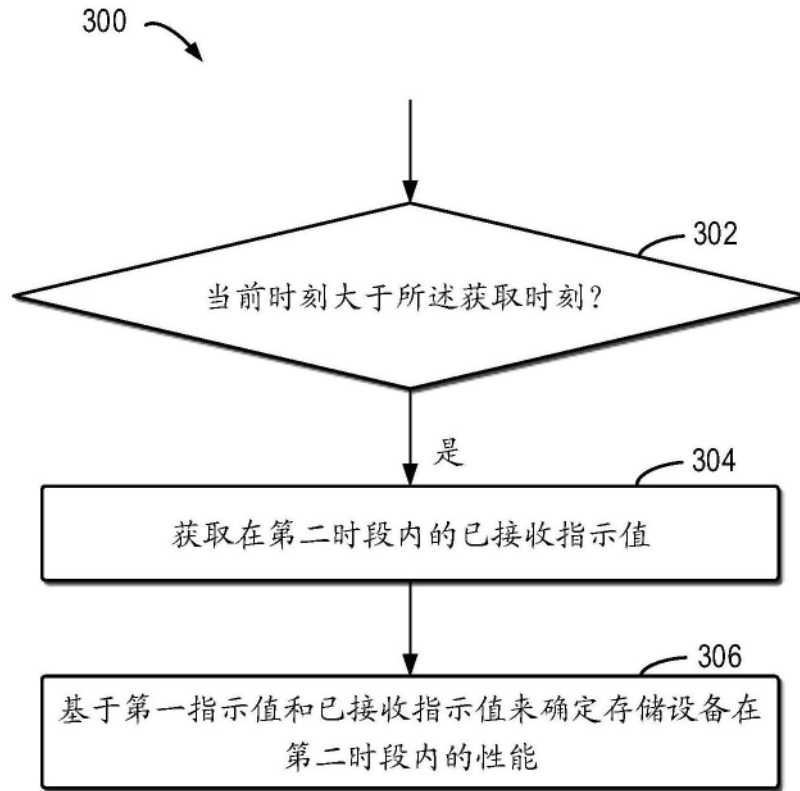 300
302
当前时刻大于所述获取时刻?
是
304
获取在第二时段内的已接收指示值
306
基于第一指示值和已接收指示值来确定存储设备在
第二时段内的性能